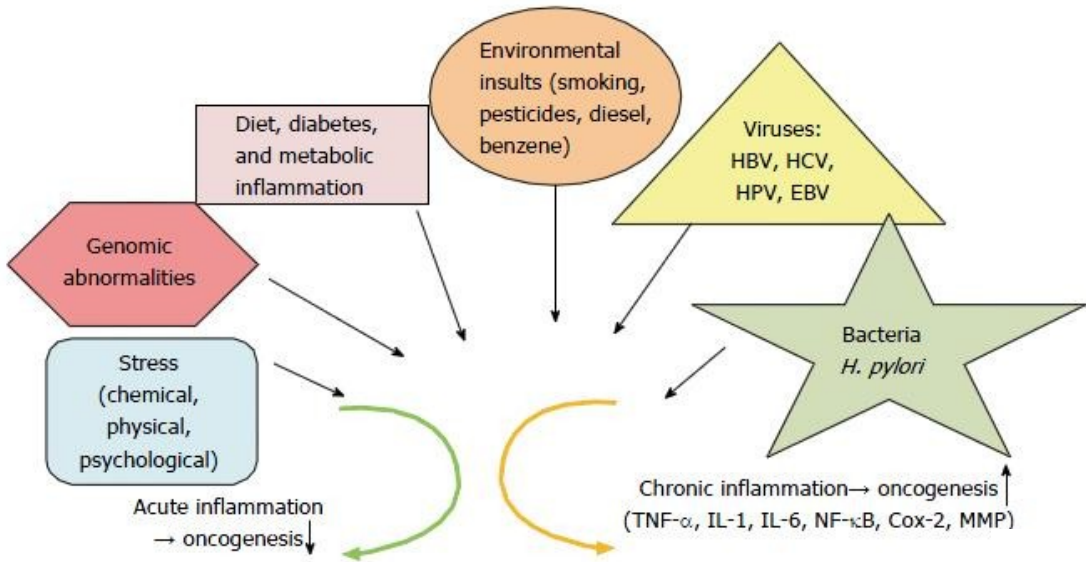 Environmental
insults (smoking,
pesticides, diesel,
benzene)
Diet, diabetes,
and metabolic
inflammation
Viruses:
HBV, HCV,
HPV, EBV
Genomic
abnormalities
Bacteria
H. pylori
Stress
(chemical,
physical,
psychological)
Acute inflammation
→ oncogenesis↓
Chronic inflammation→ oncogenesis↑
(TNF-α, IL-1, IL-6, NF-κB, Cox-2, MMP)